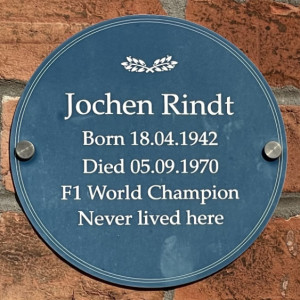 Jochen Rindt
Born 18.04.1942
Died 05.09.1970
F1 World Champion
Never lived here